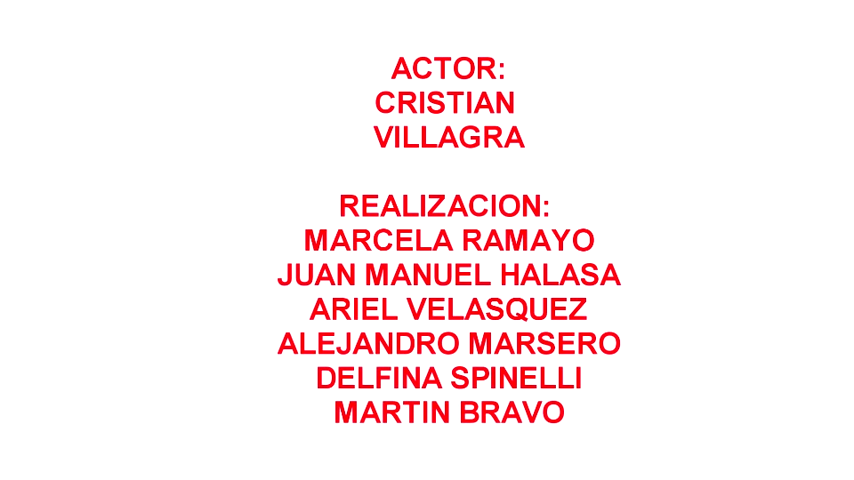 ACTOR:
CRISTIAN
VILLAGRA
REALIZACION:
MARCELA RAMAYO
JUAN MANUEL HALASA
ARIEL VELASQUEZ
ALEJANDRO MARSERO
DELFINA SPINELLI
MARTIN BRAVO